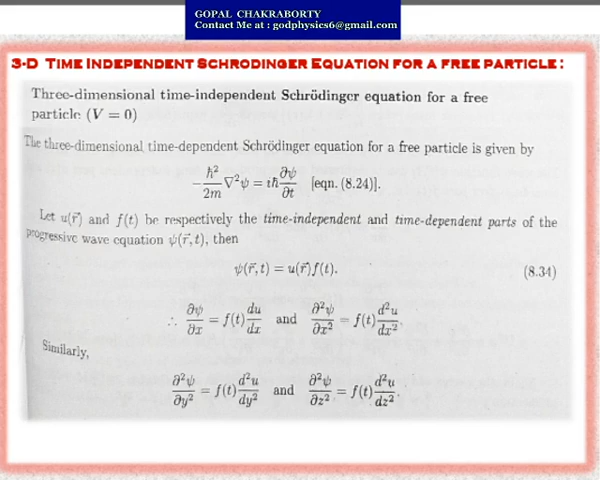 GOPAL CHAKRABORTY
Contact Me at : godphysics6@gmail.com
3-D TIME INDEPENDENT SCHRODINGER EQUATION FOR A FREE PARTICLE :
Three-dimensional time-independent Schrödinger equation for a free
particle (V = 0)
The three-dimensional time-dependent Schrödinger equation for a free particle is given by
−ħ²/2m ∇²ψ = iħ ∂ψ/∂t [eqn. (8.24)].
Let u(r⃗) and f(t) be respectively the time-independent and time-dependent parts of the
progressive wave equation ψ(r⃗, t), then
ψ(r⃗, t) = u(r⃗)f(t). (8.34)
∴ ∂ψ/∂x = f(t) du/dx and ∂²ψ/∂x² = f(t) d²u/dx².
Similarly,
∂²ψ/∂y² = f(t) d²u/dy² and ∂²ψ/∂z² = f(t) d²u/dz².